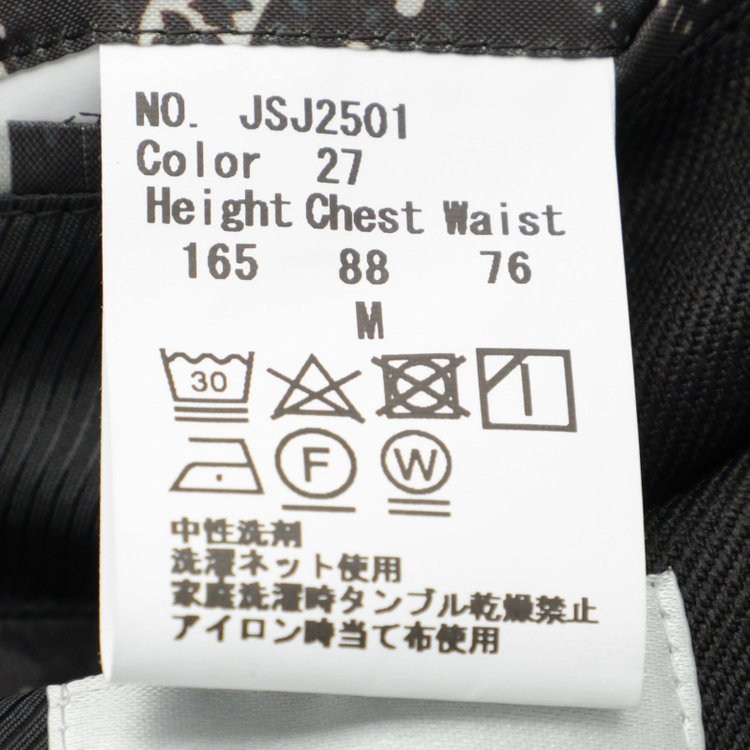 NO. JSJ2501
Color 27
Height Chest Waist
165 88 76
M
30
F W
中性洗剤
洗濯ネット使用
家庭洗濯時タンブル乾燥禁止
アイロン時当て布使用